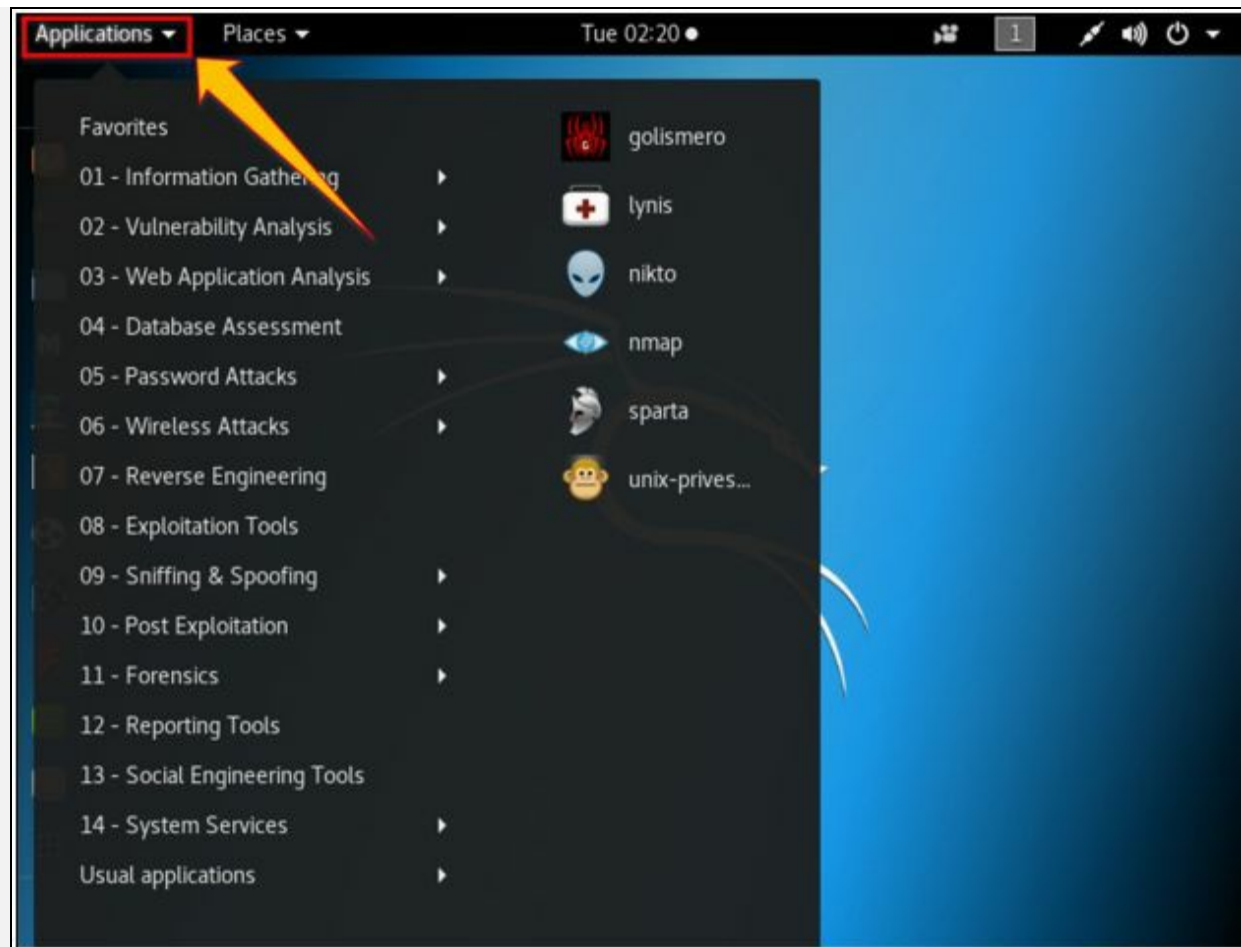 Applications Places Tue 02:20 1
Favorites
01 - Information Gathering
02 - Vulnerability Analysis
03 - Web Application Analysis
04 - Database Assessment
05 - Password Attacks
06 - Wireless Attacks
07 - Reverse Engineering
08 - Exploitation Tools
09 - Sniffing & Spoofing
10 - Post Exploitation
11 - Forensics
12 - Reporting Tools
13 - Social Engineering Tools
14 - System Services
Usual applications
golismero
lynis
nikto
nmap
sparta
unix-prives...